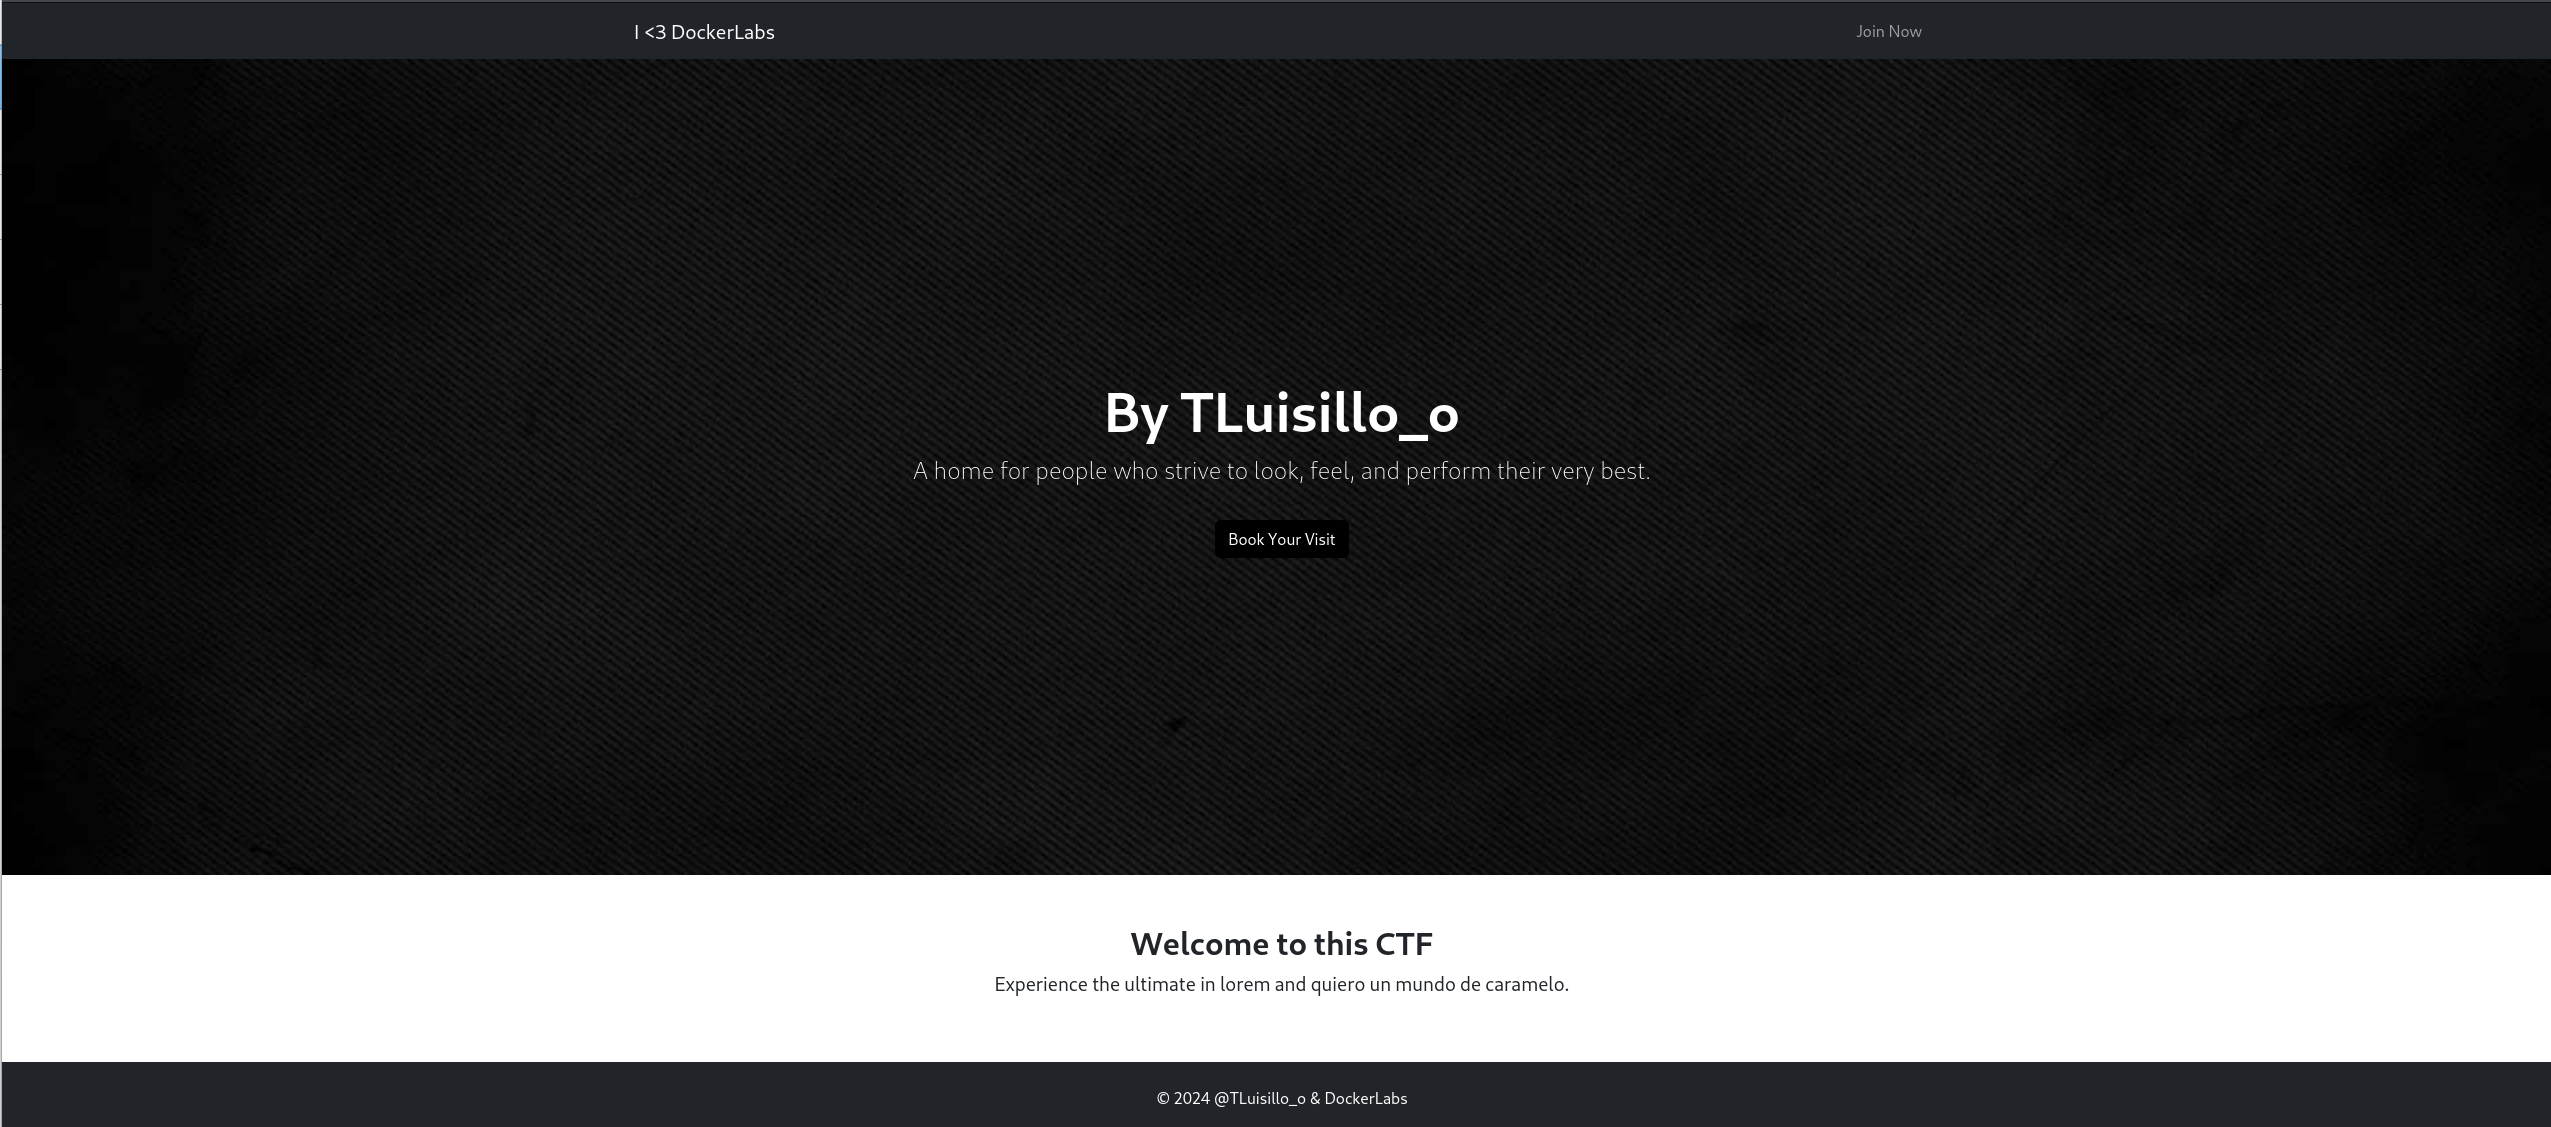 I <3 DockerLabs
Join Now
By TLuisillo_o
A home for people who strive to look, feel, and perform their very best.
Book Your Visit
Welcome to this CTF
Experience the ultimate in lorem and quiero un mundo de caramelo.
© 2024 @TLuisillo_o & DockerLabs